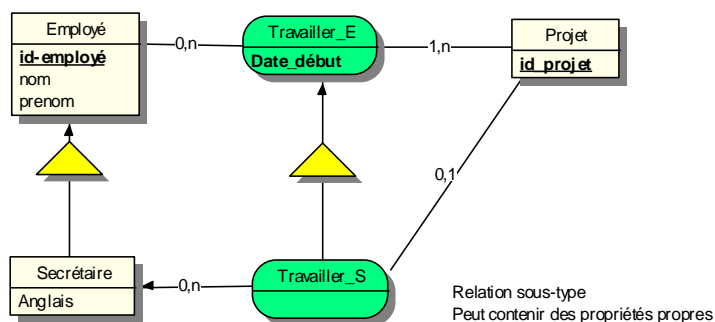 Employé
id-employé
nom
prenom
0,n
Travailler_E
Date_début
1,n
Projet
id_projet
0,1
Secrétaire
Anglais
0,n
Travailler_S
Relation sous-type
Peut contenir des propriétés propres